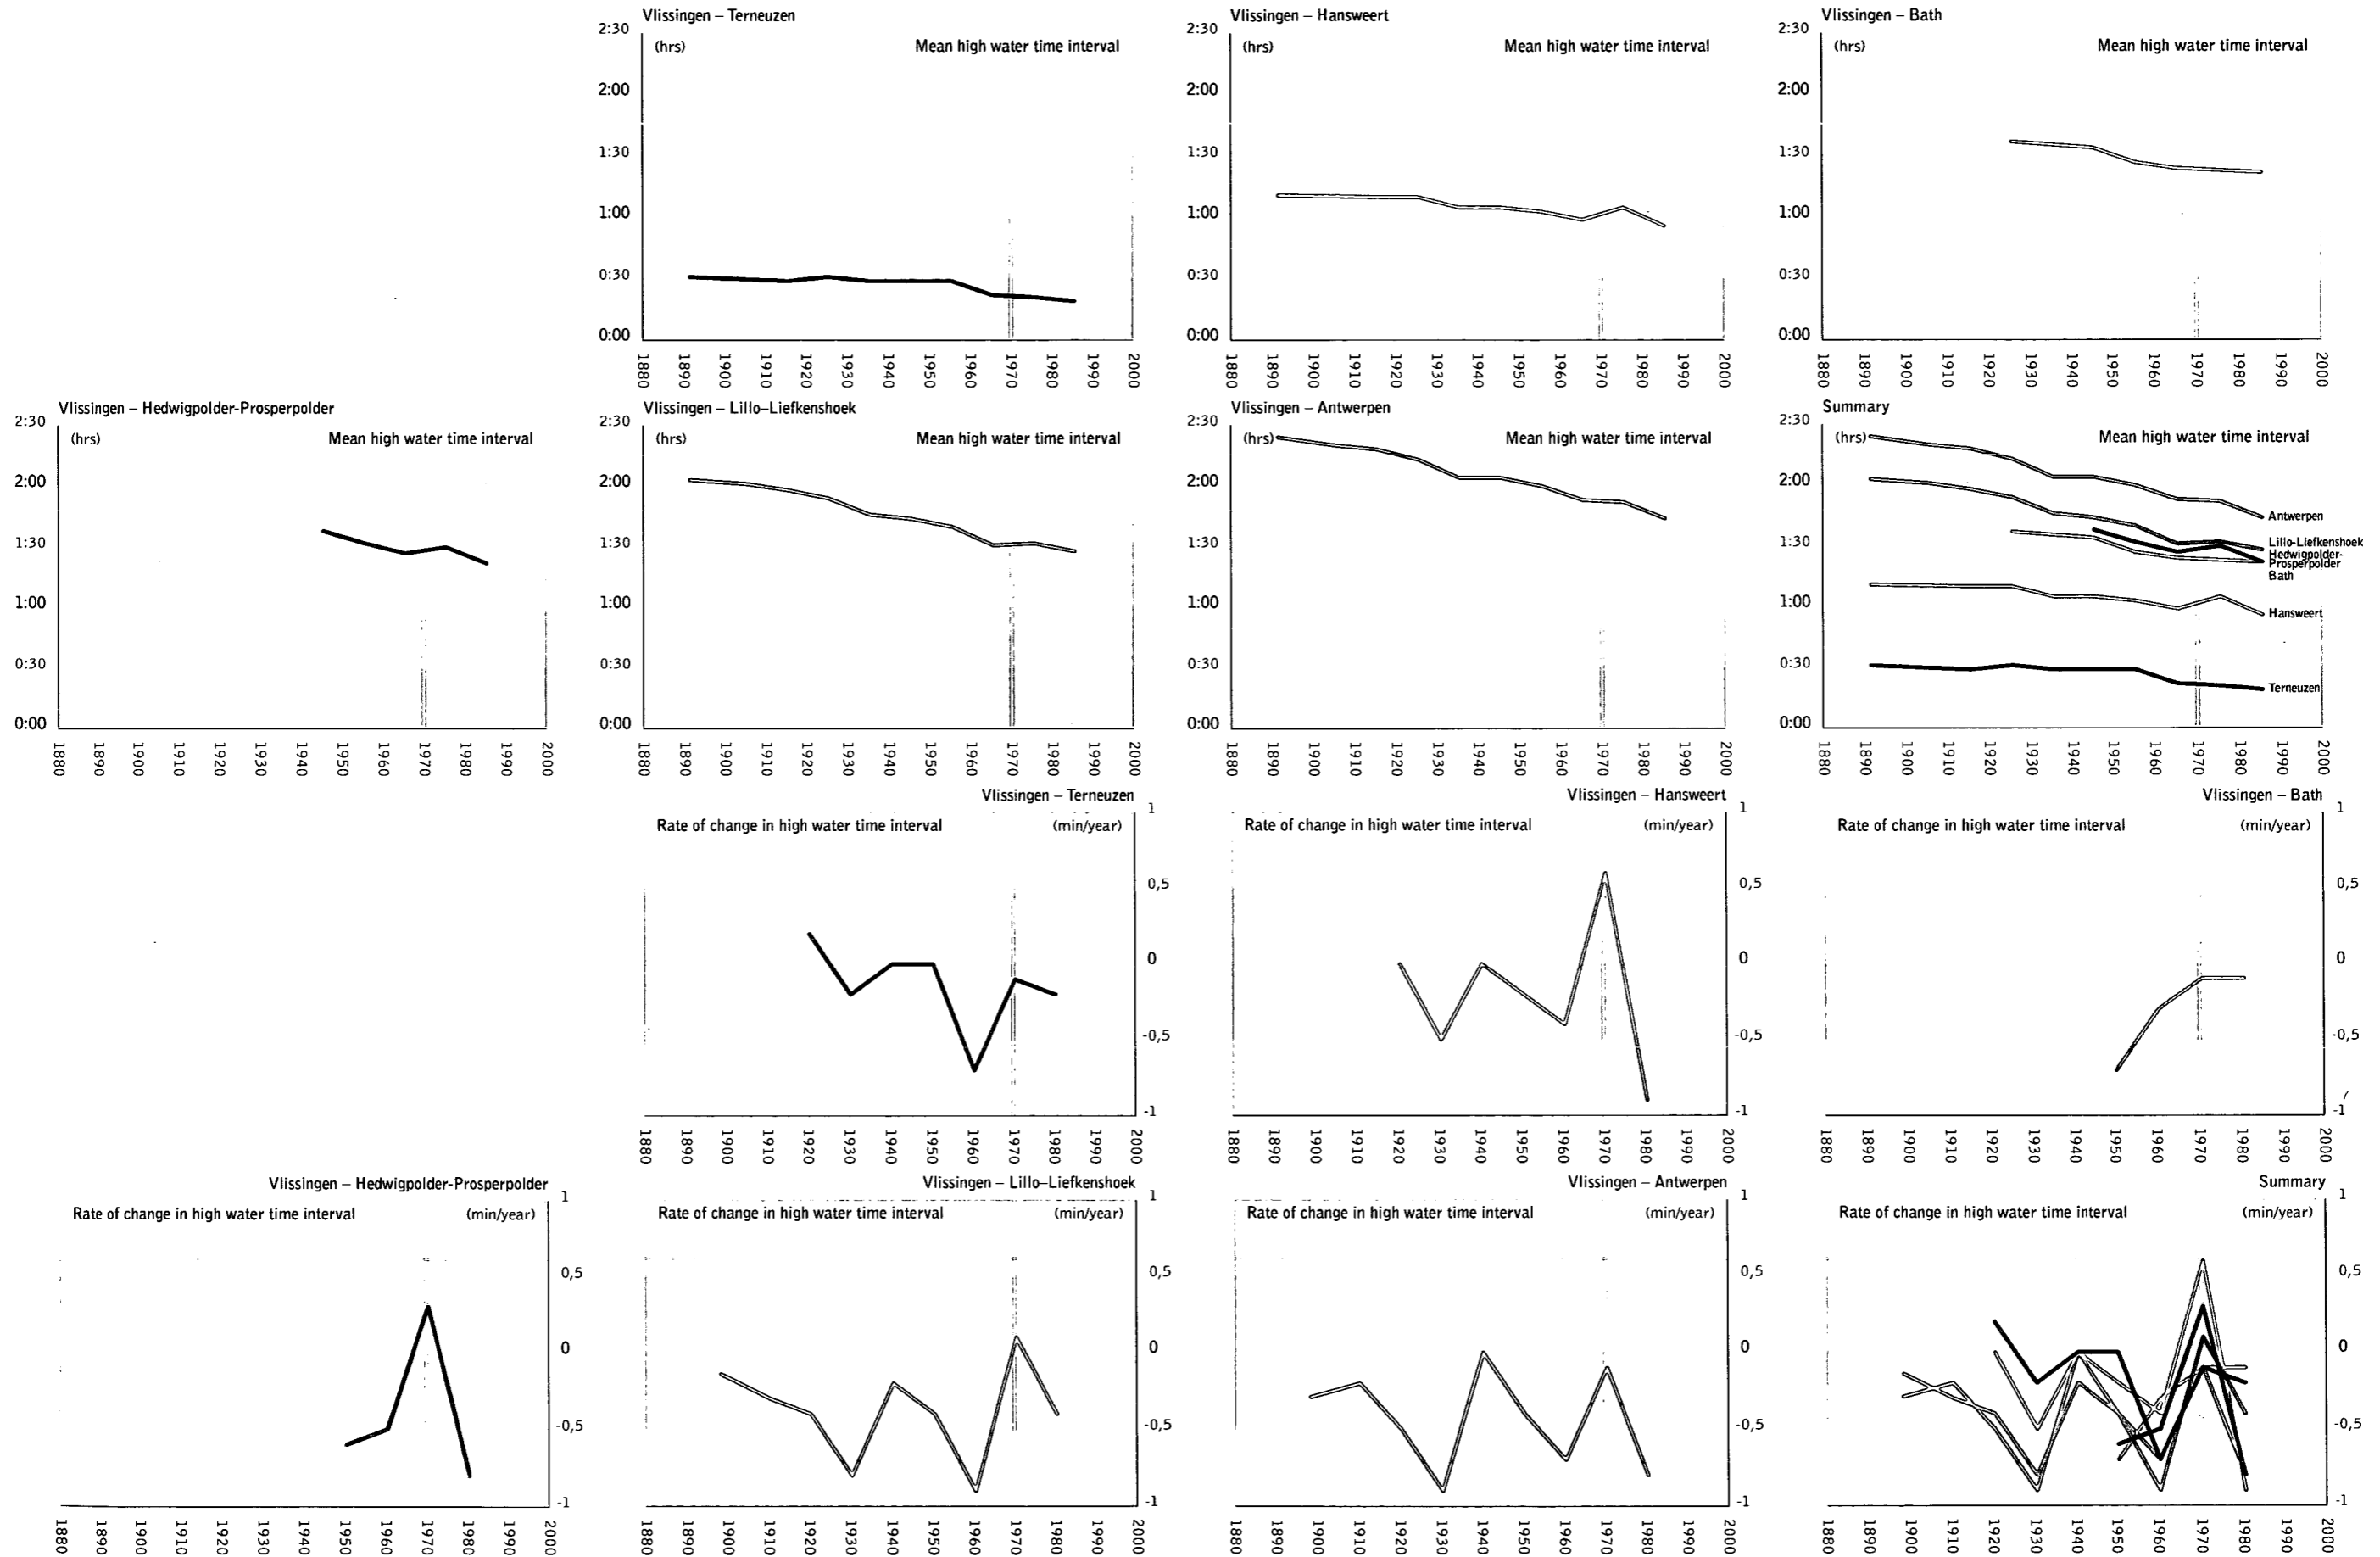 Vlissingen – Terneuzen
2:30
(hrs)
Mean high water time interval
2:00
1:30
1:00
0:30
0:00
1880 1890 1900 1910 1920 1930 1940 1950 1960 1970 1980 1990 2000
Vlissingen – Hansweert
2:30
(hrs)
Mean high water time interval
2:00
1:30
1:00
0:30
0:00
1880 1890 1900 1910 1920 1930 1940 1950 1960 1970 1980 1990 2000
Vlissingen – Bath
2:30
(hrs)
Mean high water time interval
2:00
1:30
1:00
0:30
0:00
1880 1890 1900 1910 1920 1930 1940 1950 1960 1970 1980 1990 2000
Vlissingen – Hedwigpolder-Prosperpolder
2:30
(hrs)
Mean high water time interval
2:00
1:30
1:00
0:30
0:00
1880 1890 1900 1910 1920 1930 1940 1950 1960 1970 1980 1990 2000
Vlissingen – Lillo–Liefkenshoek
2:30
(hrs)
Mean high water time interval
2:00
1:30
1:00
0:30
0:00
1880 1890 1900 1910 1920 1930 1940 1950 1960 1970 1980 1990 2000
Vlissingen – Antwerpen
2:30
(hrs)
Mean high water time interval
2:00
1:30
1:00
0:30
0:00
1880 1890 1900 1910 1920 1930 1940 1950 1960 1970 1980 1990 2000
Summary
2:30
(hrs)
Mean high water time interval
2:00
1:30
1:00
0:30
0:00
Antwerpen
Lillo-Liefkenshoek
Hedwigpolder-
Prosperpolder
Bath
Hansweert
Terneuzen
1880 1890 1900 1910 1920 1930 1940 1950 1960 1970 1980 1990 2000
Vlissingen – Terneuzen
1
Rate of change in high water time interval
(min/year)
0,5
0
-0,5
-1
1880 1890 1900 1910 1920 1930 1940 1950 1960 1970 1980 1990 2000
Vlissingen – Hansweert
1
Rate of change in high water time interval
(min/year)
0,5
0
-0,5
-1
1880 1890 1900 1910 1920 1930 1940 1950 1960 1970 1980 1990 2000
Vlissingen – Bath
1
Rate of change in high water time interval
(min/year)
0,5
0
-0,5
-1
1880 1890 1900 1910 1920 1930 1940 1950 1960 1970 1980 1990 2000
Vlissingen – Hedwigpolder-Prosperpolder
1
Rate of change in high water time interval
(min/year)
0,5
0
-0,5
-1
1880 1890 1900 1910 1920 1930 1940 1950 1960 1970 1980 1990 2000
Vlissingen – Lillo–Liefkenshoek
1
Rate of change in high water time interval
(min/year)
0,5
0
-0,5
-1
1880 1890 1900 1910 1920 1930 1940 1950 1960 1970 1980 1990 2000
Vlissingen – Antwerpen
1
Rate of change in high water time interval
(min/year)
0,5
0
-0,5
-1
1880 1890 1900 1910 1920 1930 1940 1950 1960 1970 1980 1990 2000
Summary
1
Rate of change in high water time interval
(min/year)
0,5
0
-0,5
-1
1880 1890 1900 1910 1920 1930 1940 1950 1960 1970 1980 1990 2000